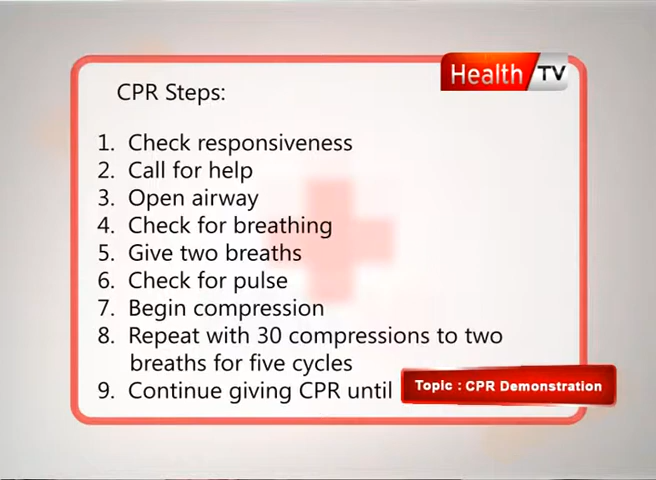 Health TV
CPR Steps:
1. Check responsiveness
2. Call for help
3. Open airway
4. Check for breathing
5. Give two breaths
6. Check for pulse
7. Begin compression
8. Repeat with 30 compressions to two
breaths for five cycles
9. Continue giving CPR until
Topic : CPR Demonstration